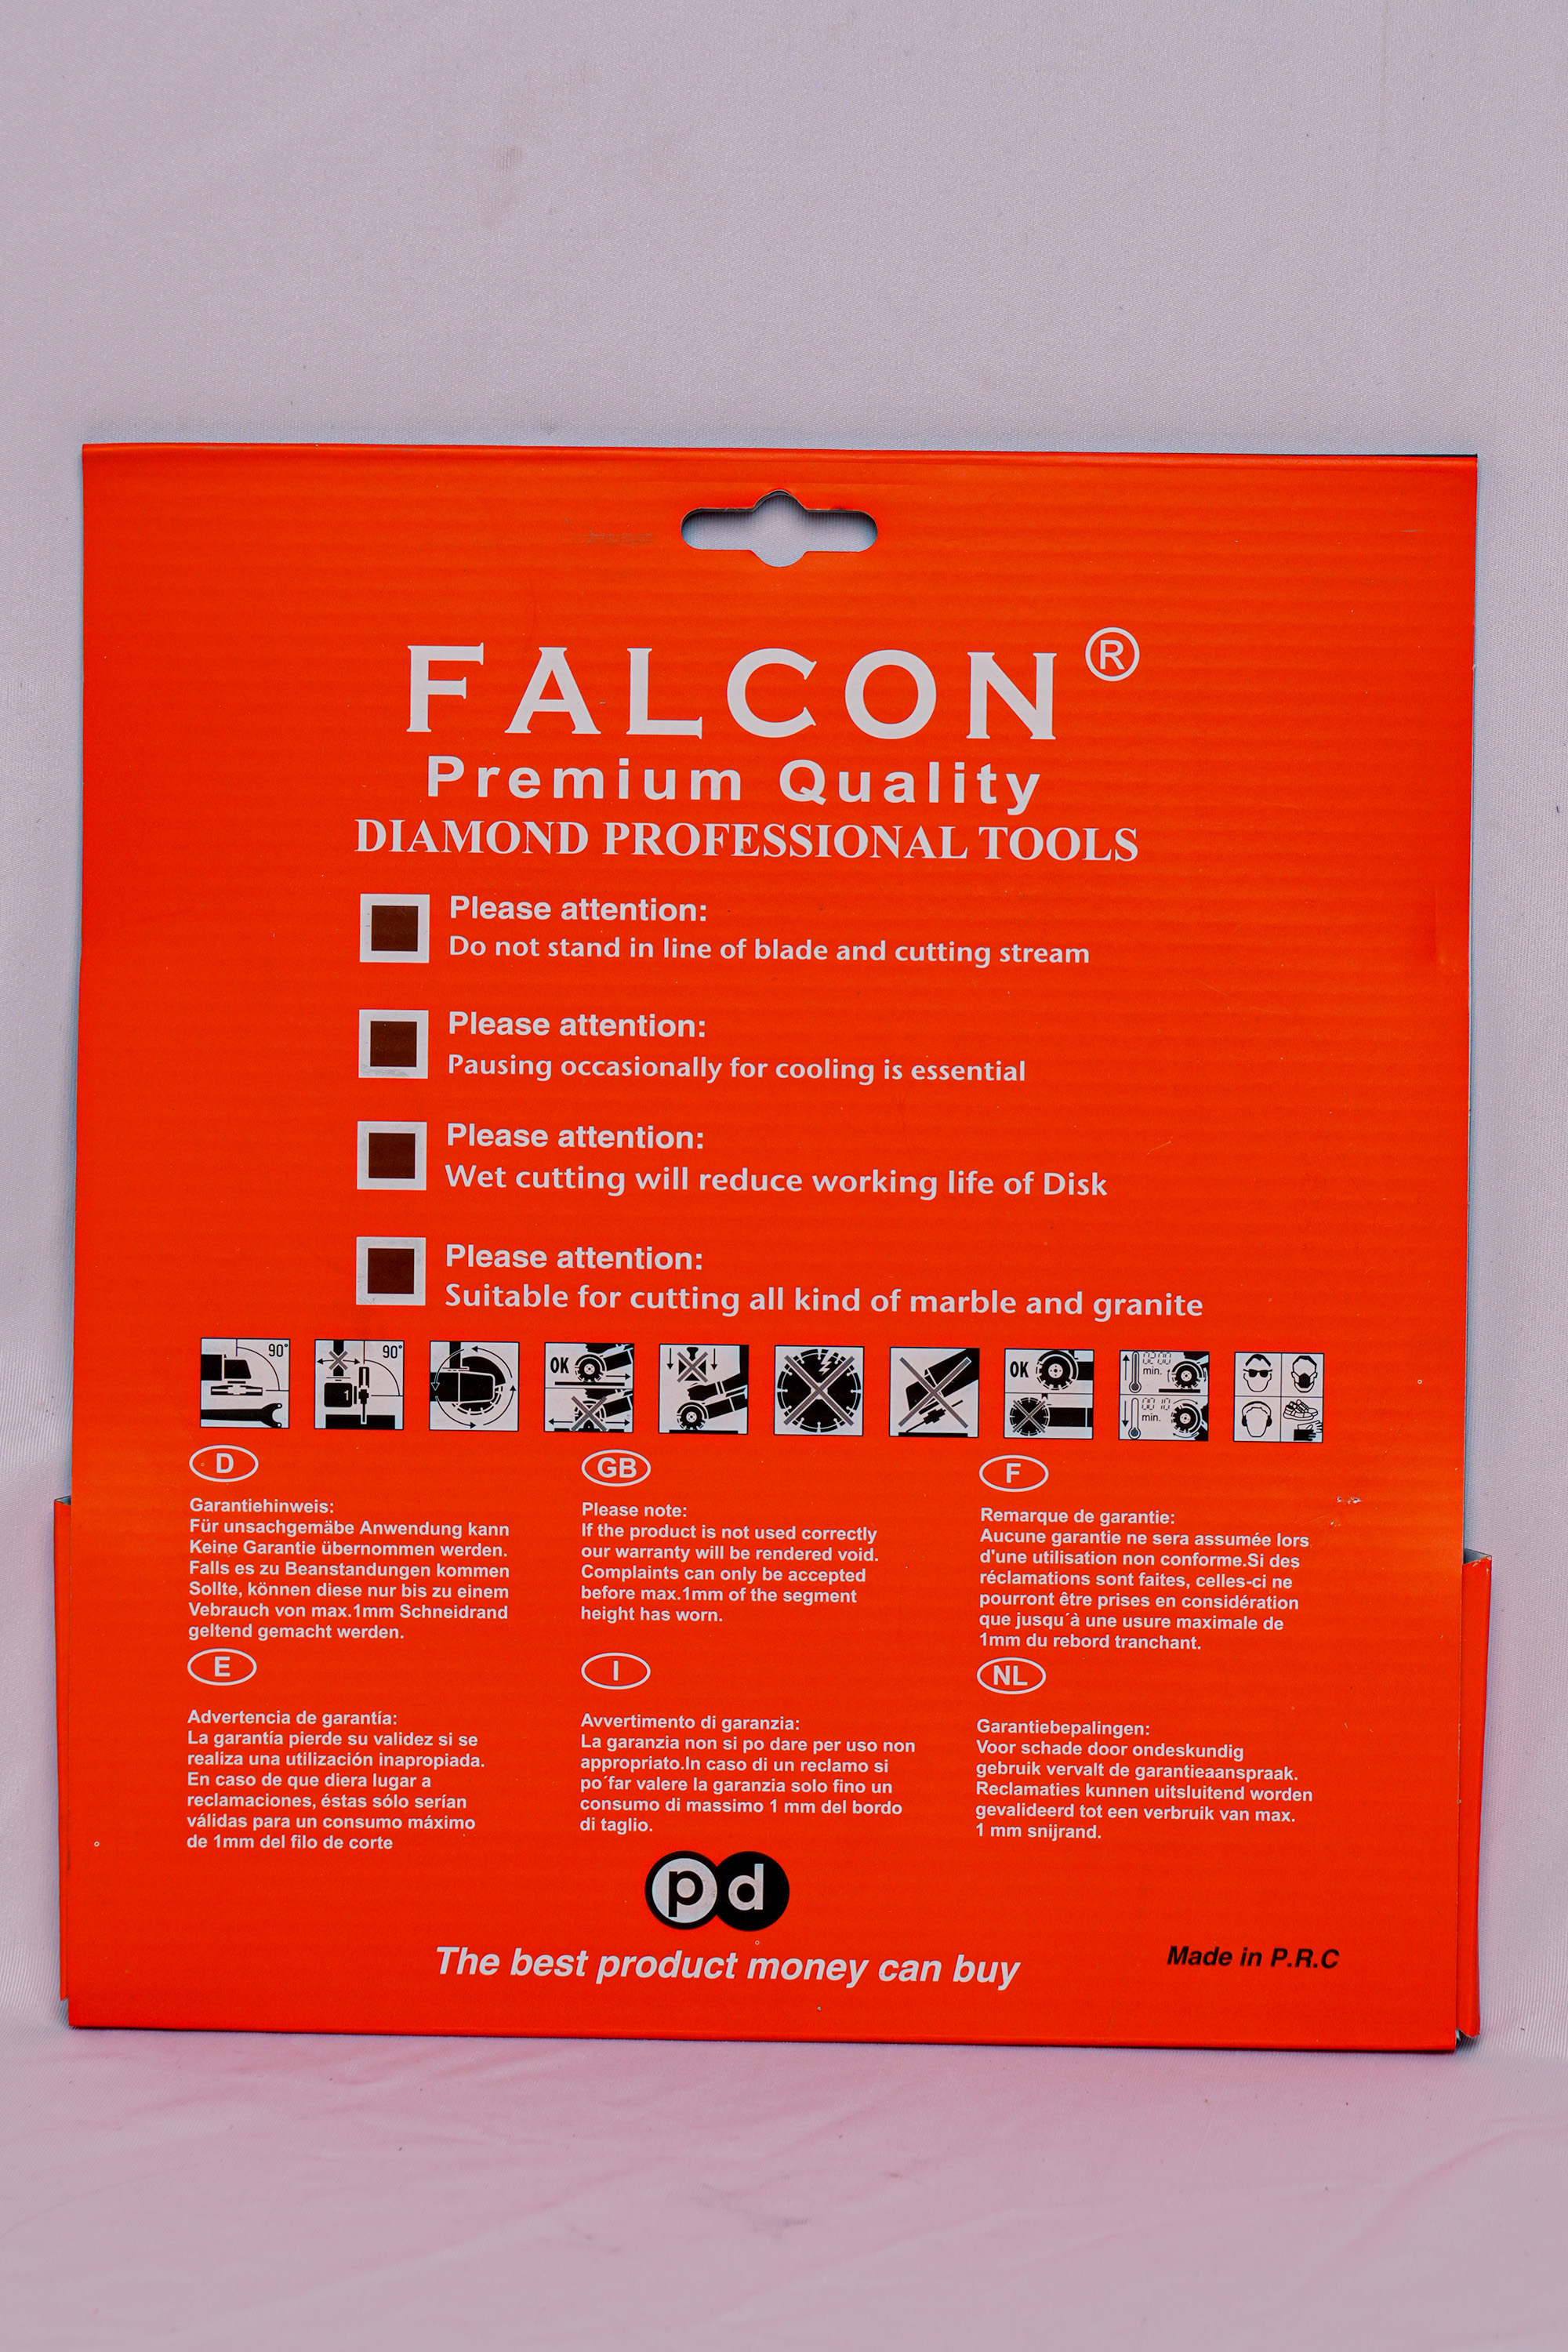 FALCON®
Premium Quality
DIAMOND PROFESSIONAL TOOLS
Please attention:
Do not stand in line of blade and cutting stream
Please attention:
Pausing occasionally for cooling is essential
Please attention:
Wet cutting will reduce working life of Disk
Please attention:
Suitable for cutting all kind of marble and granite
90°
90°
1
OK
OK
02:00
min.
00 10
min.
D
Garantiehinweis:
Für unsachgemäbe Anwendung kann
Keine Garantie übernommen werden.
Falls es zu Beanstandungen kommen
Sollte, können diese nur bis zu einem
Vebrauch von max.1mm Schneidrand
geltend gemacht werden.
GB
Please note:
If the product is not used correctly
our warranty will be rendered void.
Complaints can only be accepted
before max.1mm of the segment
height has worn.
F
Remarque de garantie:
Aucune garantie ne sera assumée lors
d'une utilisation non conforme.Si des
réclamations sont faites, celles-ci ne
pourront être prises en considération
que jusqu´à une usure maximale de
1mm du rebord tranchant.
E
Advertencia de garantía:
La garantía pierde su validez si se
realiza una utilización inapropiada.
En caso de que diera lugar a
reclamaciones, éstas sólo serían
válidas para un consumo máximo
de 1mm del filo de corte
I
Avvertimento di garanzia:
La garanzia non si po dare per uso non
appropriato.In caso di un reclamo si
po´far valere la garanzia solo fino un
consumo di massimo 1 mm del bordo
di taglio.
NL
Garantiebepalingen:
Voor schade door ondeskundig
gebruik vervalt de garantieaanspraak.
Reclamaties kunnen uitsluitend worden
gevalideerd tot een verbruik van max.
1 mm snijrand.
pd
The best product money can buy
Made in P.R.C